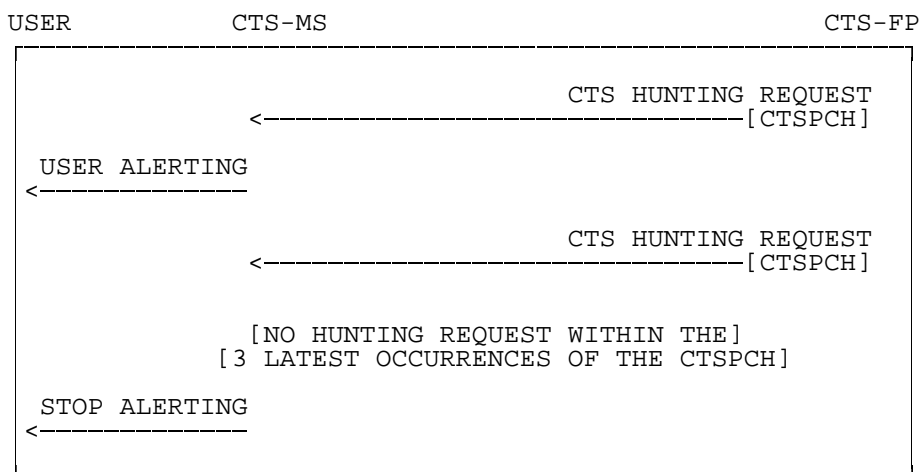 USER CTS-MS CTS-FP
CTS HUNTING REQUEST
[CTSPCH]
USER ALERTING
CTS HUNTING REQUEST
[CTSPCH]
[NO HUNTING REQUEST WITHIN THE]
[3 LATEST OCCURRENCES OF THE CTSPCH]
STOP ALERTING